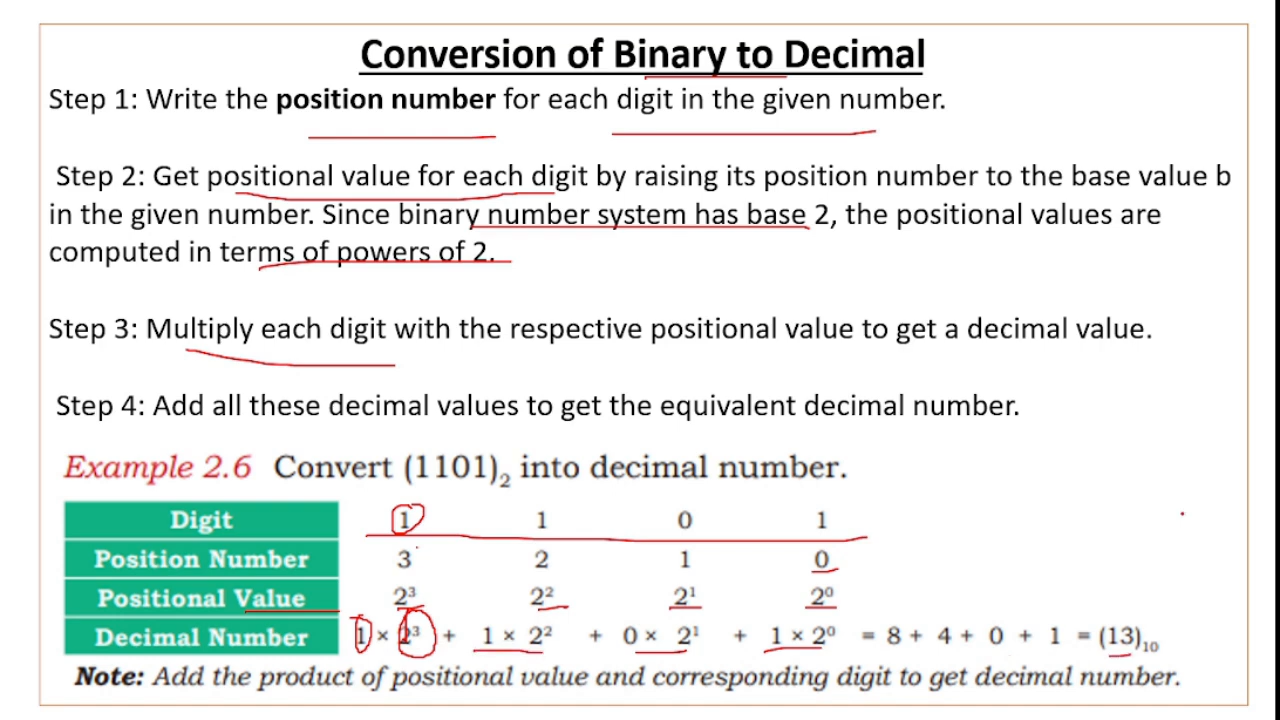 Conversion of Binary to Decimal
Step 1: Write the position number for each digit in the given number.
Step 2: Get positional value for each digit by raising its position number to the base value b
in the given number. Since binary number system has base 2, the positional values are
computed in terms of powers of 2.
Step 3: Multiply each digit with the respective positional value to get a decimal value.
Step 4: Add all these decimal values to get the equivalent decimal number.
Example 2.6 Convert (1101)₂ into decimal number.
Digit 1 1 0 1
Position Number 3 2 1 0
Positional Value 2³ 2² 2¹ 2⁰
Decimal Number 1 × 2³ + 1 × 2² + 0 × 2¹ + 1 × 2⁰ = 8 + 4 + 0 + 1 = (13)₁₀
Note: Add the product of positional value and corresponding digit to get decimal number.